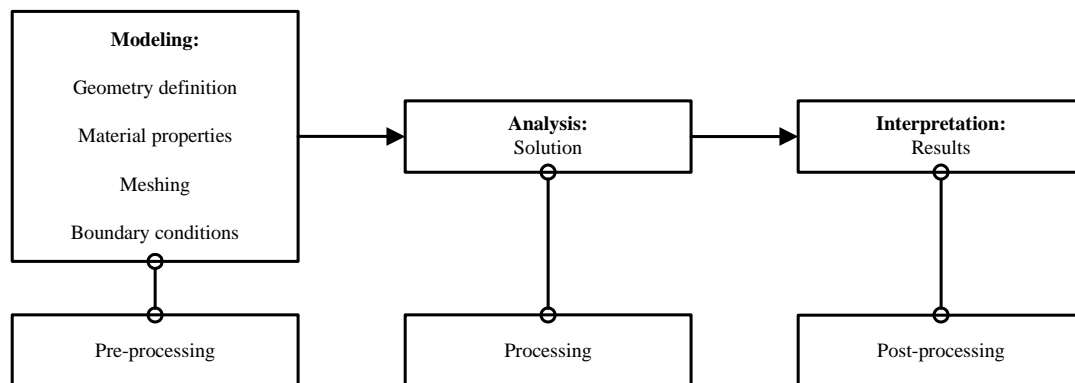 Modeling:
Geometry definition
Material properties
Meshing
Boundary conditions
Analysis:
Solution
Interpretation:
Results
Pre-processing
Processing
Post-processing